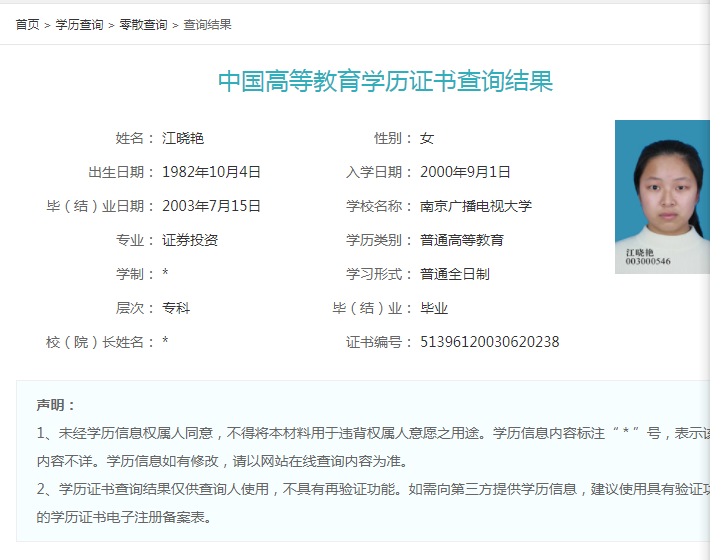 首页 > 学历查询 > 零散查询 > 查询结果
中国高等教育学历证书查询结果
姓名： 江晓艳 性别： 女
出生日期： 1982年10月4日 入学日期： 2000年9月1日
毕（结）业日期： 2003年7月15日 学校名称： 南京广播电视大学
专业： 证券投资 学历类别： 普通高等教育
学制： * 学习形式： 普通全日制
层次： 专科 毕（结）业： 毕业
校（院）长姓名： * 证书编号： 51396120030620238
江晓艳
003000546
声明：
1、未经学历信息权属人同意，不得将本材料用于违背权属人意愿之用途。学历信息内容标注“*”号，表示该
内容不详。学历信息如有修改，请以网站在线查询内容为准。
2、学历证书查询结果仅供查询人使用，不具有再验证功能。如需向第三方提供学历信息，建议使用具有验证功
的学历证书电子注册备案表。